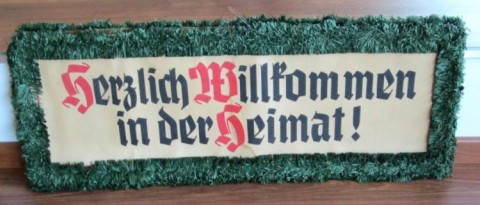 Herzlich Willkommen
in der Heimat!